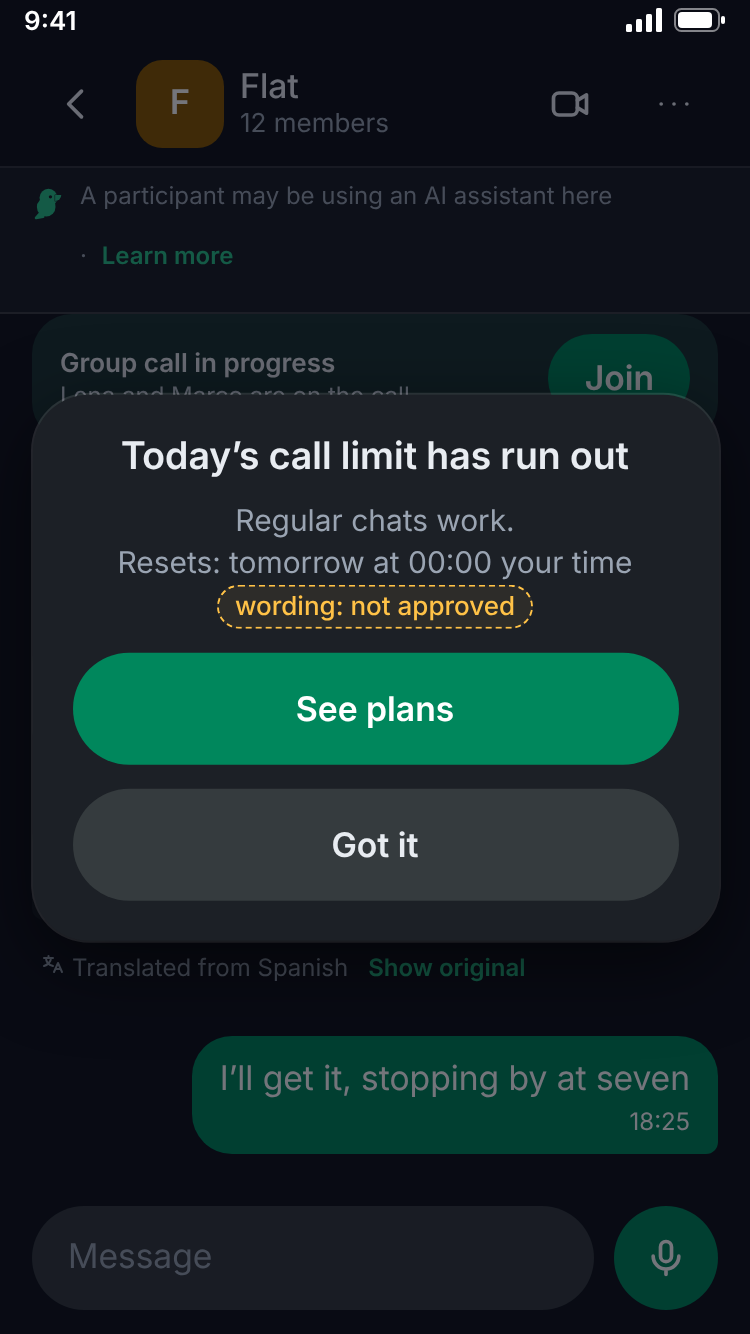 9:41
F
Flat
12 members
A participant may be using an AI assistant here
· Learn more
Group call in progress
Join
Today’s call limit has run out
Regular chats work.
Resets: tomorrow at 00:00 your time
wording: not approved
See plans
Got it
Translated from Spanish Show original
I’ll get it, stopping by at seven
18:25
Message